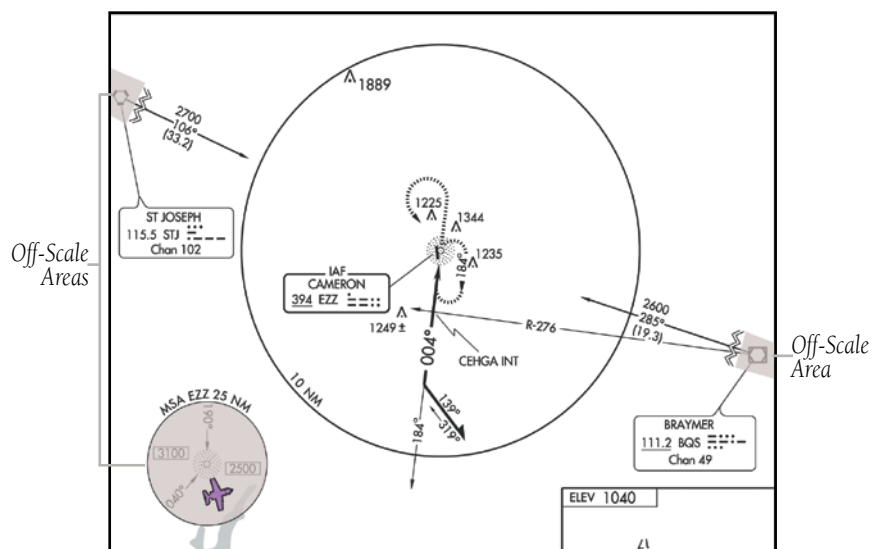 1889
2700
106°
(33.2)
ST JOSEPH
115.5 STJ
Chan 102
Off-Scale
Areas
1225
1344
1235
184°
IAF
CAMERON
394 EZZ
1249 ±
004°
CEHGA INT
R-276
2600
285°
(19.3)
Off-Scale
Area
BRAYMER
111.2 BQS
Chan 49
10 NM
139°
319°
184°
MSA EZZ 25 NM
190°
3100
2500
040°
ELEV 1040